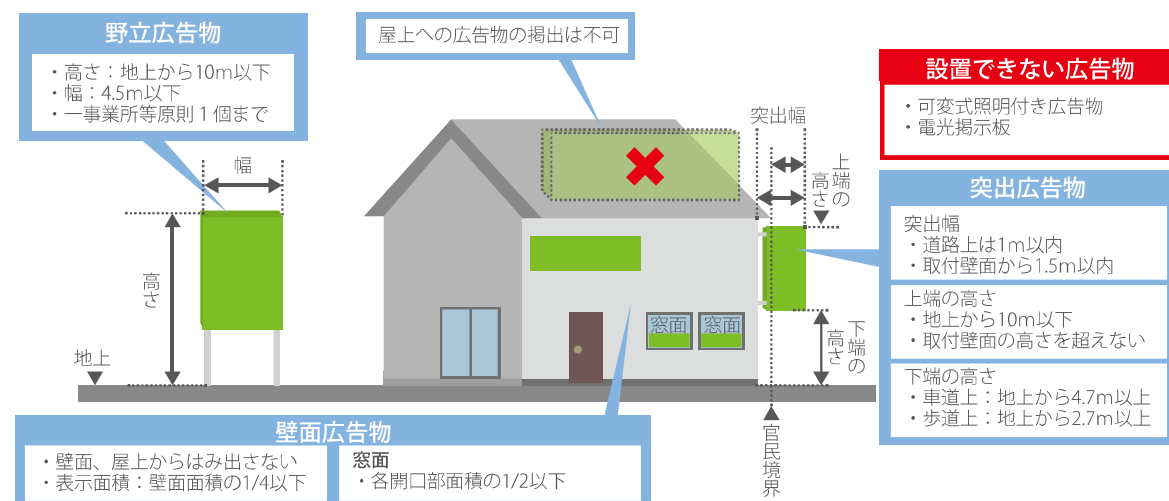 野立広告物
・高さ：地上から10m以下
・幅：4.5m以下
・一事業所等原則１個まで
屋上への広告物の掲出は不可
設置できない広告物
・可変式照明付き広告物
・電光掲示板
突出幅
上端の
高さ
幅
高さ
地上
窓面
窓面
下端の
高さ
官民境界
突出広告物
突出幅
・道路上は1m以内
・取付壁面から1.5m以内
上端の高さ
・地上から10m以下
・取付壁面の高さを超えない
下端の高さ
・車道上：地上から4.7m以上
・歩道上：地上から2.7m以上
壁面広告物
・壁面、屋上からはみ出さない
・表示面積：壁面面積の1/4以下
窓面
・各開口部面積の1/2以下